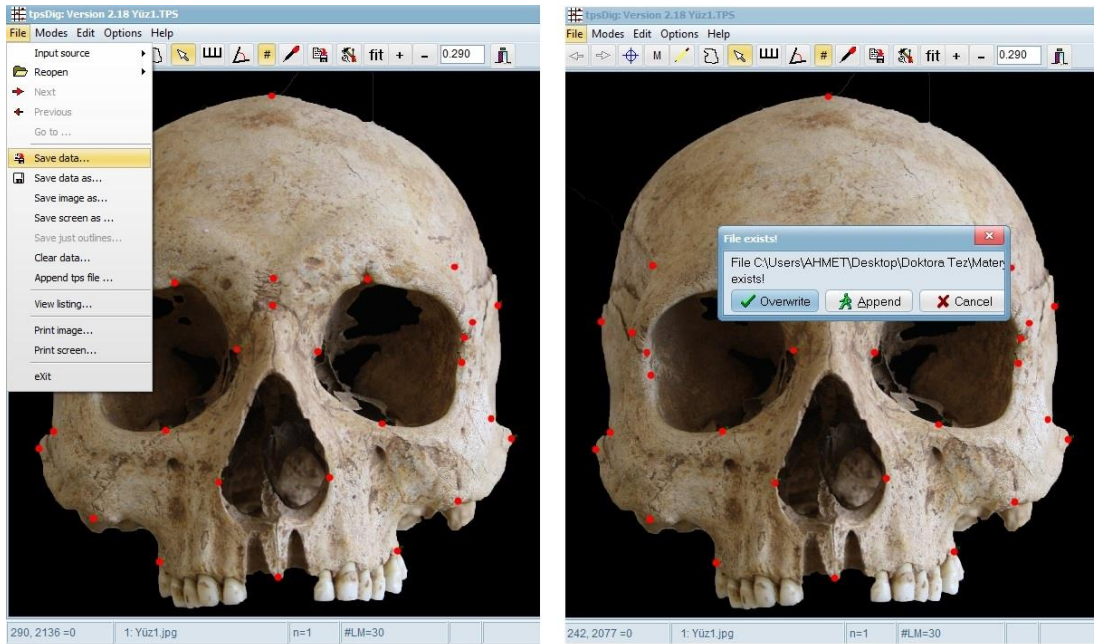 tpsDig: Version 2.18 Yüz1.TPS
File Modes Edit Options Help
# fit + - 0.290
Input source
Reopen
Next
Previous
Go to ...
Save data...
Save data as...
Save image as...
Save screen as ...
Save just outlines...
Clear data...
Append tps file ...
View listing...
Print image...
Print screen...
eXit
290, 2136 =0 1: Yüz1.jpg n=1 #LM=30
tpsDig: Version 2.18 Yüz1.TPS
File Modes Edit Options Help
M # fit + - 0.290
File exists!
File C:\Users\AHMET\Desktop\Doktora Tez\Matery
exists!
Overwrite Append Cancel
242, 2077 =0 1: Yüz1.jpg n=1 #LM=30